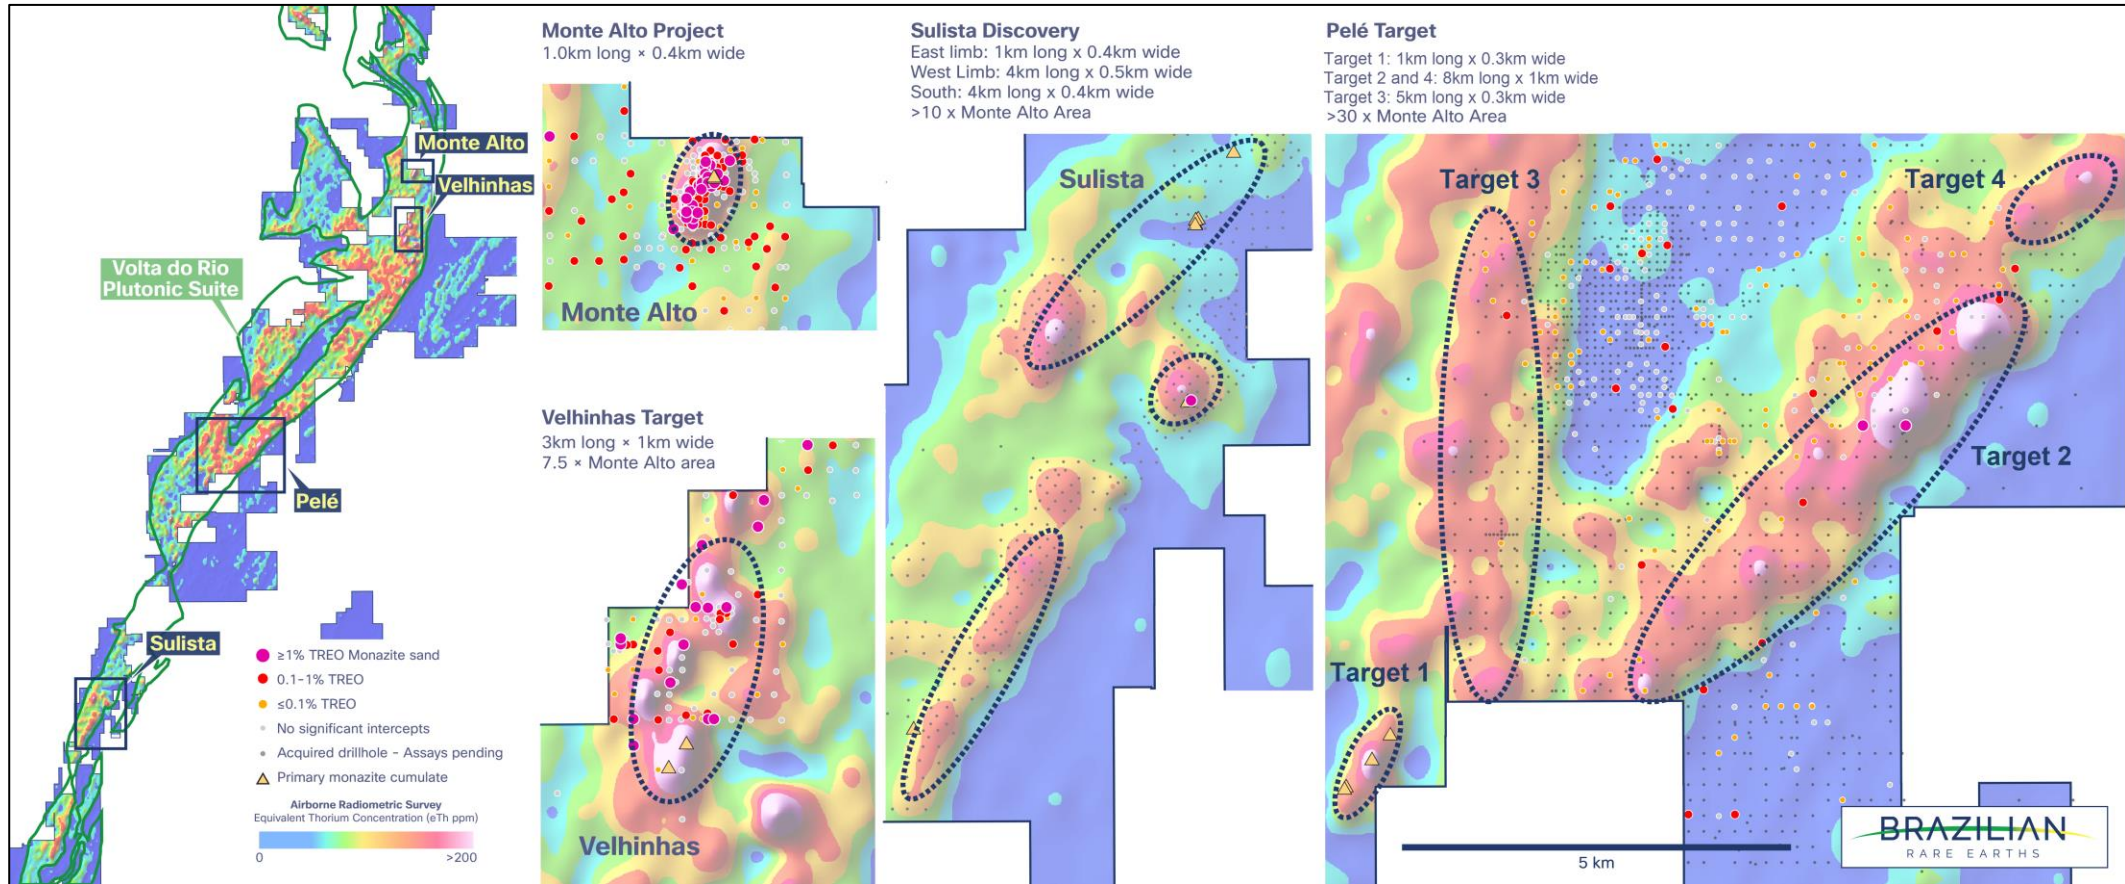 Monte Alto
Velhinhas
Volta do Rio
Plutonic Suite
Pelé
Sulista
≥1% TREO Monazite sand
0.1-1% TREO
≤0.1% TREO
No significant intercepts
Acquired drillhole - Assays pending
Primary monazite cumulate
Airborne Radiometric Survey
Equivalent Thorium Concentration (eTh ppm)
0 >200
Monte Alto Project
1.0km long × 0.4km wide
Monte Alto
Velhinhas Target
3km long × 1km wide
7.5 × Monte Alto area
Velhinhas
Sulista Discovery
East limb: 1km long x 0.4km wide
West Limb: 4km long x 0.5km wide
South: 4km long x 0.4km wide
>10 x Monte Alto Area
Sulista
Pelé Target
Target 1: 1km long x 0.3km wide
Target 2 and 4: 8km long x 1km wide
Target 3: 5km long x 0.3km wide
>30 x Monte Alto Area
Target 3
Target 4
Target 2
Target 1
5 km
BRAZILIAN
RARE EARTHS